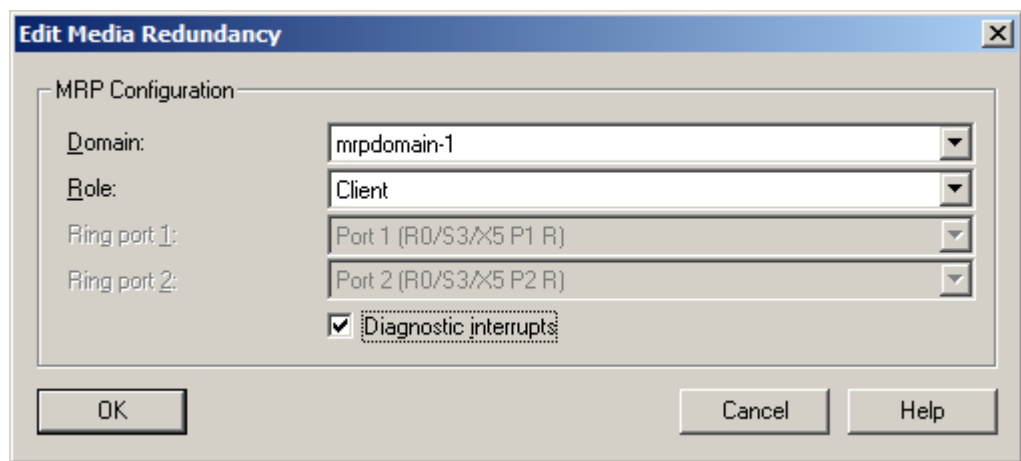 Edit Media Redundancy
MRP Configuration
Domain: mrpdomain-1
Role: Client
Ring port 1: Port 1 (R0/S3/X5 P1 R)
Ring port 2: Port 2 (R0/S3/X5 P2 R)
Diagnostic interrupts
OK Cancel Help